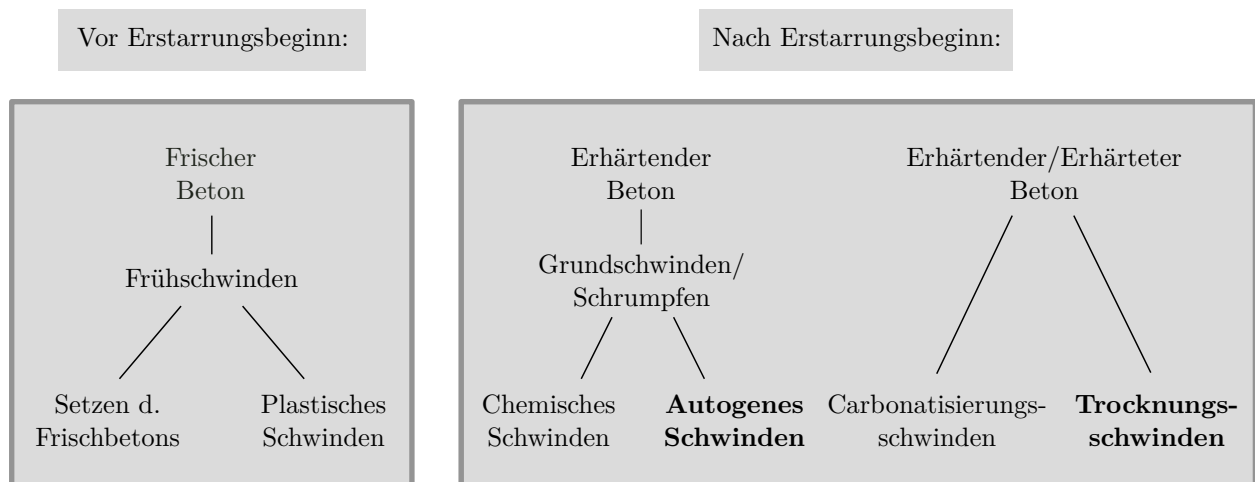 Vor Erstarrungsbeginn:
Nach Erstarrungsbeginn:
Frischer
Beton
Frühschwinden
Setzen d.
Frischbetons
Plastisches
Schwinden
Erhärtender
Beton
Grundschwinden/
Schrumpfen
Chemisches
Schwinden
Autogenes
Schwinden
Erhärtender/Erhärteter
Beton
Carbonatisierungs-
schwinden
Trocknungs-
schwinden